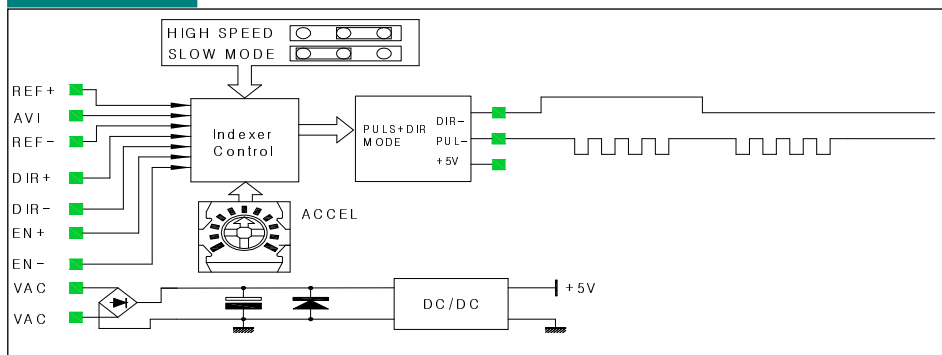 HIGH SPEED
SLOW MODE
REF+
AVI
REF-
DIR+
DIR-
EN+
EN-
VAC
VAC
Indexer
Control
PULS+DIR
MODE
DIR-
PUL-
+5V
ACCEL
DC/DC
+5V